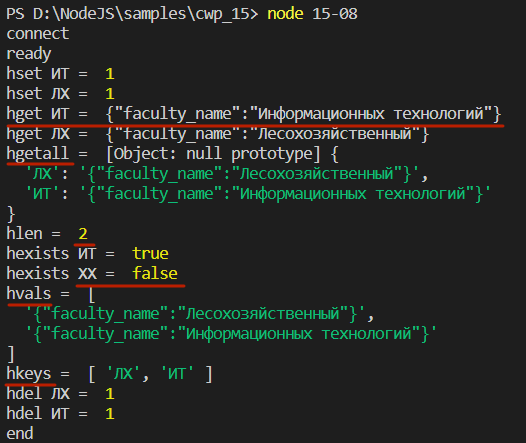 PS D:\NodeJS\samples\cwp_15> node 15-08
connect
ready
hset ИТ =  1
hset ЛХ =  1
hget ИТ =  {"faculty_name":"Информационных технологий"}
hget ЛХ =  {"faculty_name":"Лесохозяйственный"}
hgetall =  [Object: null prototype] {
  'ЛХ': '{"faculty_name":"Лесохозяйственный"}',
  'ИТ': '{"faculty_name":"Информационных технологий"}'
}
hlen =  2
hexists ИТ =  true
hexists ХХ =  false
hvals =  [
  '{"faculty_name":"Лесохозяйственный"}',
  '{"faculty_name":"Информационных технологий"}'
]
hkeys =  [ 'ЛХ', 'ИТ' ]
hdel ЛХ =  1
hdel ИТ =  1
end